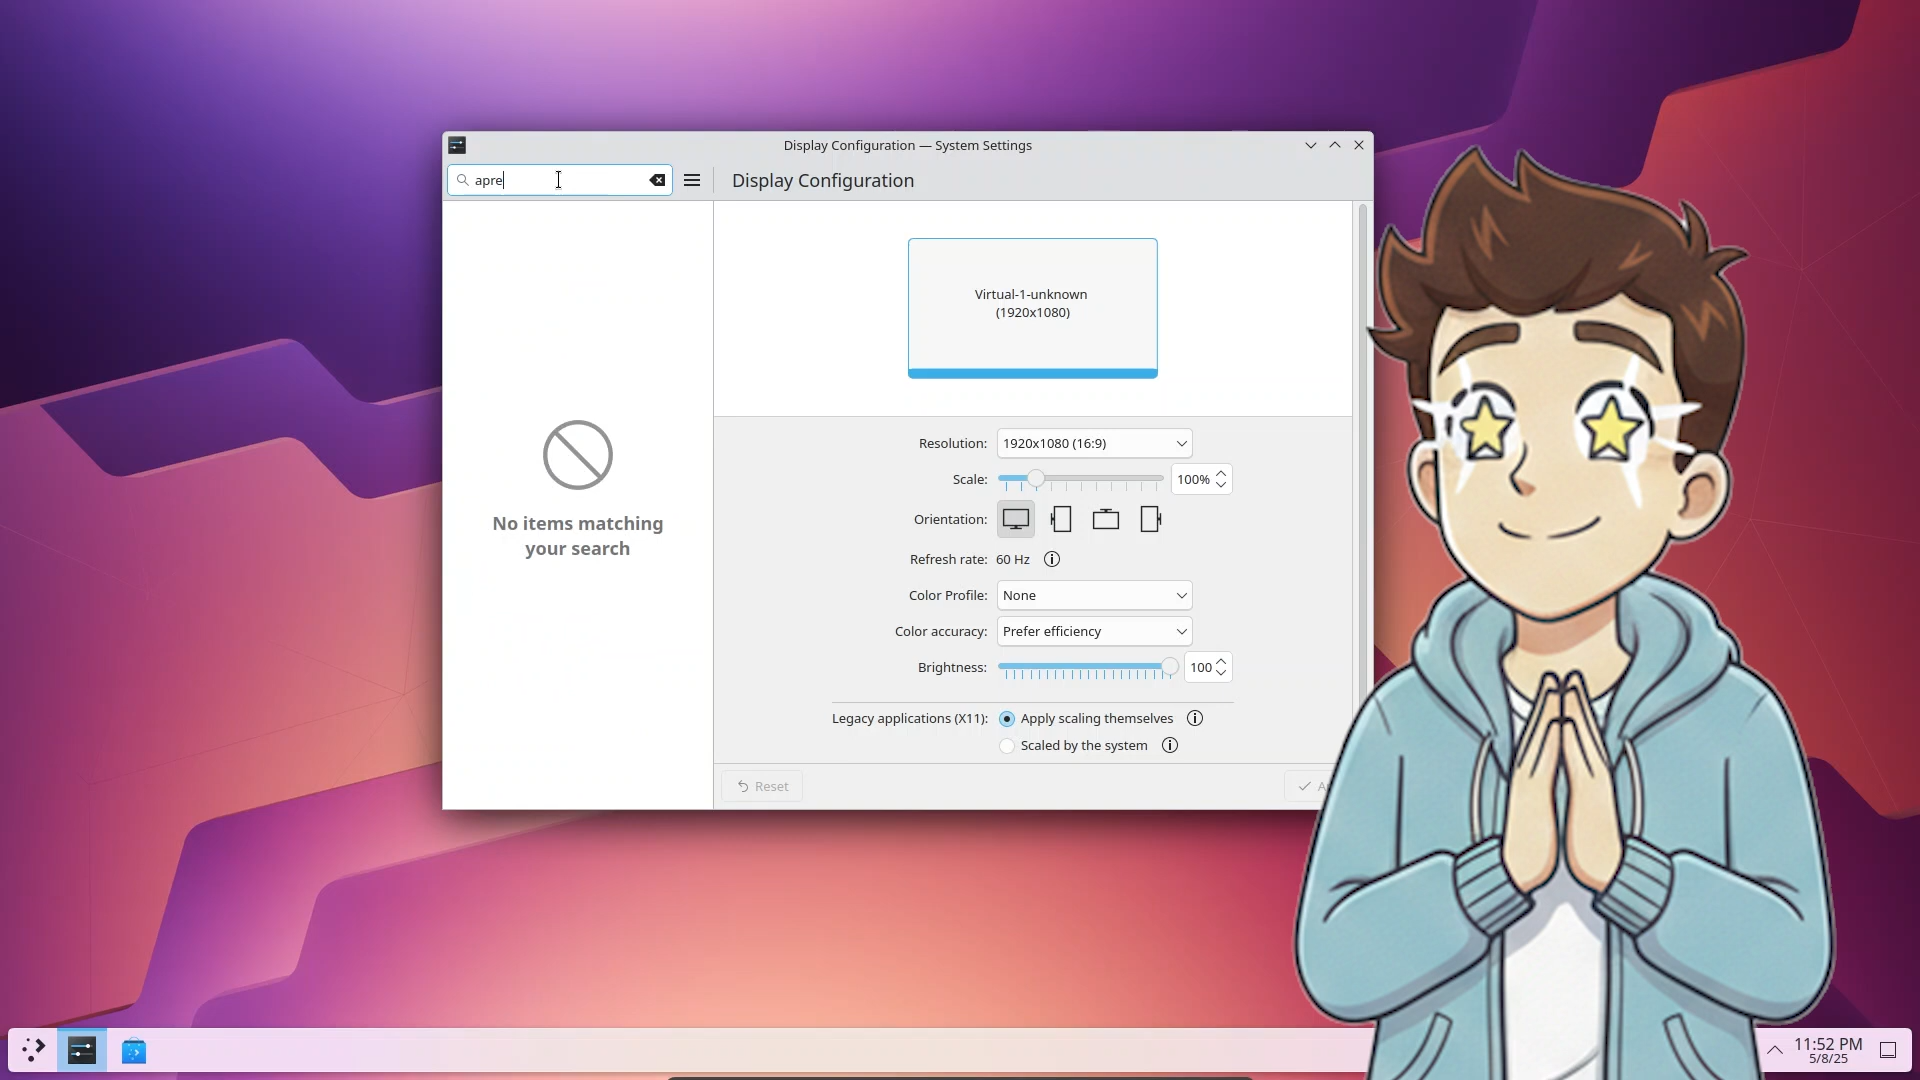 Display Configuration — System Settings
apre
Display Configuration
Virtual-1-unknown
(1920x1080)
No items matching
your search
Resolution: 1920x1080 (16:9)
Scale: 100%
Orientation:
Refresh rate: 60 Hz
Color Profile: None
Color accuracy: Prefer efficiency
Brightness: 100
Legacy applications (X11): Apply scaling themselves
Scaled by the system
Reset
11:52 PM
5/8/25